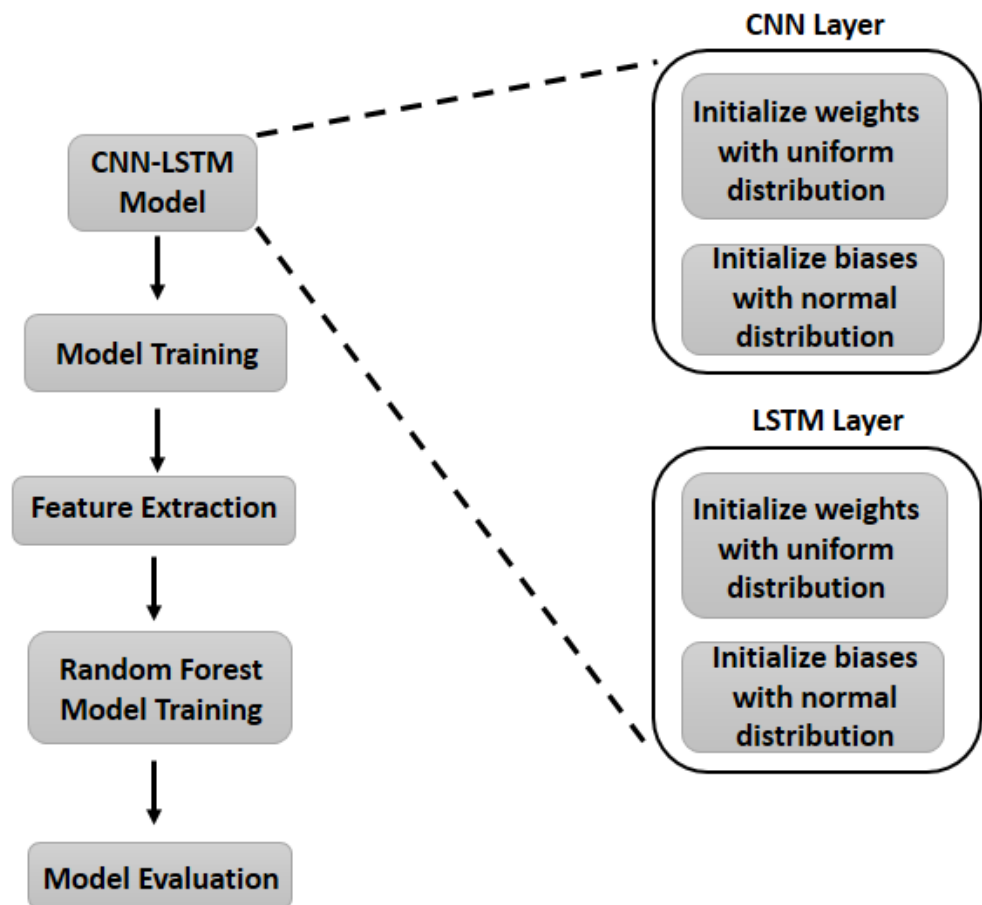 CNN-LSTM
Model
Model Training
Feature Extraction
Random Forest
Model Training
Model Evaluation
CNN Layer
Initialize weights
with uniform
distribution
Initialize biases
with normal
distribution
LSTM Layer
Initialize weights
with uniform
distribution
Initialize biases
with normal
distribution